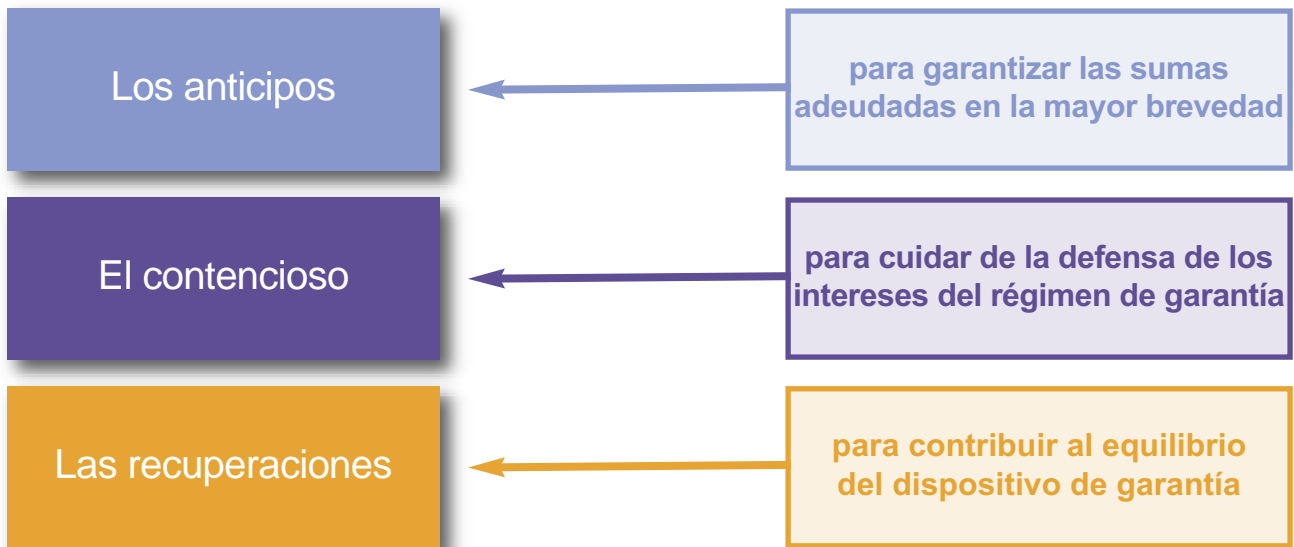 Los anticipos
para garantizar las sumas
adeudadas en la mayor brevedad
El contencioso
para cuidar de la defensa de los
intereses del régimen de garantía
Las recuperaciones
para contribuir al equilibrio
del dispositivo de garantía